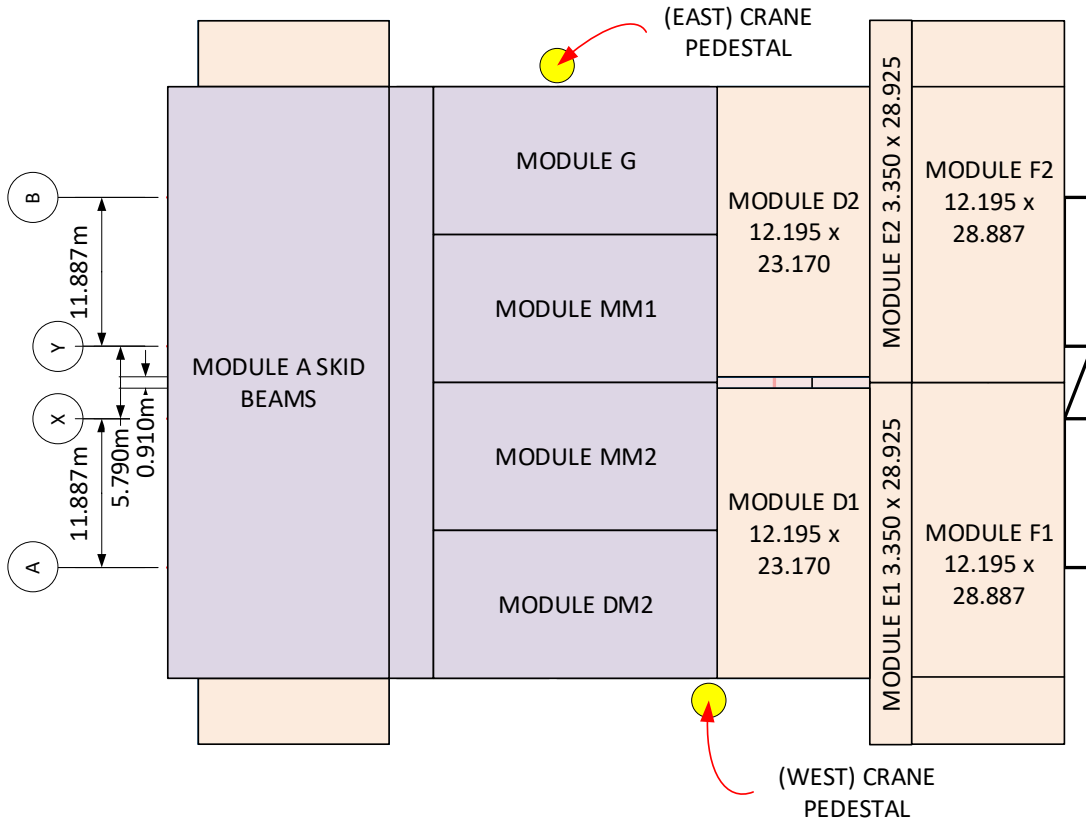 (EAST) CRANE
PEDESTAL
MODULE G
MODULE MM1
MODULE MM2
MODULE DM2
MODULE A SKID
BEAMS
MODULE D2
12.195 x
23.170
MODULE D1
12.195 x
23.170
MODULE E2 3.350 x 28.925
MODULE E1 3.350 x 28.925
MODULE F2
12.195 x
28.887
MODULE F1
12.195 x
28.887
B
Y
X
A
11.887m
5.790m
0.910m
11.887m
(WEST) CRANE
PEDESTAL